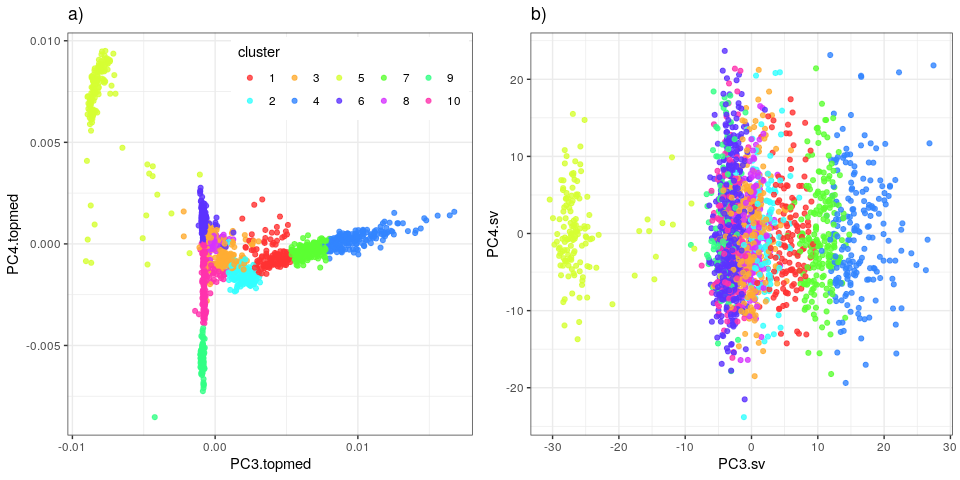 a)
cluster
1 3 5 7 9
2 4 6 8 10
0.010
0.005
0.000
-0.005
PC4.topmed
-0.01 0.00 0.01
PC3.topmed
b)
20
10
0
-10
-20
PC4.sv
-30 -20 -10 0 10 20 30
PC3.sv